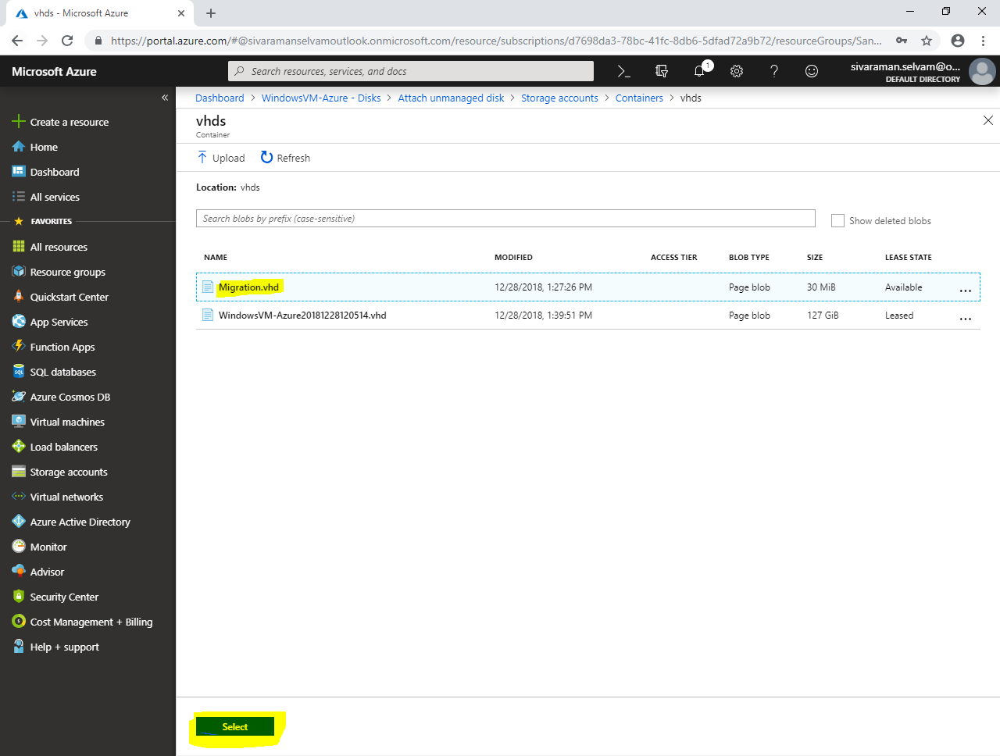 vhds - Microsoft Azure
https://portal.azure.com/#@sivaramanselvamoutlook.onmicrosoft.com/resource/subscriptions/d7698da3-78bc-41fc-8db6-5dfad72a9b72/resourceGroups/San...
Microsoft Azure
Search resources, services, and docs
1
sivaraman.selvam@o...
DEFAULT DIRECTORY
Dashboard > WindowsVM-Azure - Disks > Attach unmanaged disk > Storage accounts > Containers > vhds
vhds
Container
Upload
Refresh
Location: vhds
Search blobs by prefix (case-sensitive)
Show deleted blobs
NAME MODIFIED ACCESS TIER BLOB TYPE SIZE LEASE STATE
Migration.vhd 12/28/2018, 1:27:26 PM Page blob 30 MiB Available ...
WindowsVM-Azure20181228120514.vhd 12/28/2018, 1:39:51 PM Page blob 127 GiB Leased ...
Select
Create a resource
Home
Dashboard
All services
FAVORITES
All resources
Resource groups
Quickstart Center
App Services
Function Apps
SQL databases
Azure Cosmos DB
Virtual machines
Load balancers
Storage accounts
Virtual networks
Azure Active Directory
Monitor
Advisor
Security Center
Cost Management + Billing
Help + support